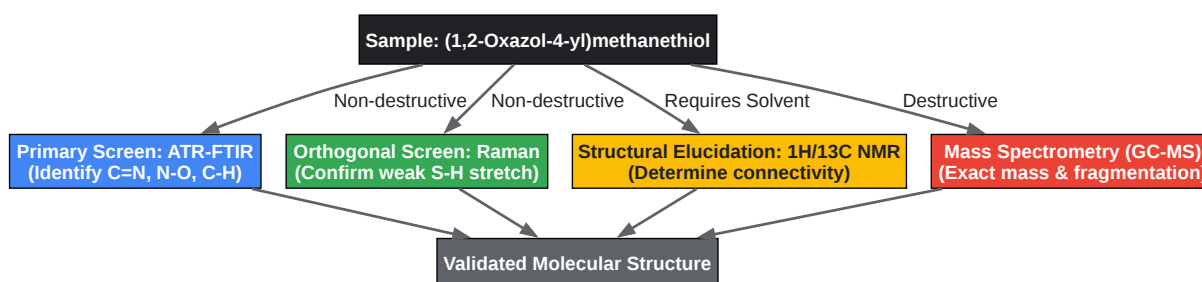 Sample: (1,2-Oxazol-4-yl)methanethiol
Non-destructive
Non-destructive
Requires Solvent
Destructive
Primary Screen: ATR-FTIR
(Identify C=N, N-O, C-H)
Orthogonal Screen: Raman
(Confirm weak S-H stretch)
Structural Elucidation: 1H/13C NMR
(Determine connectivity)
Mass Spectrometry (GC-MS)
(Exact mass & fragmentation)
Validated Molecular Structure